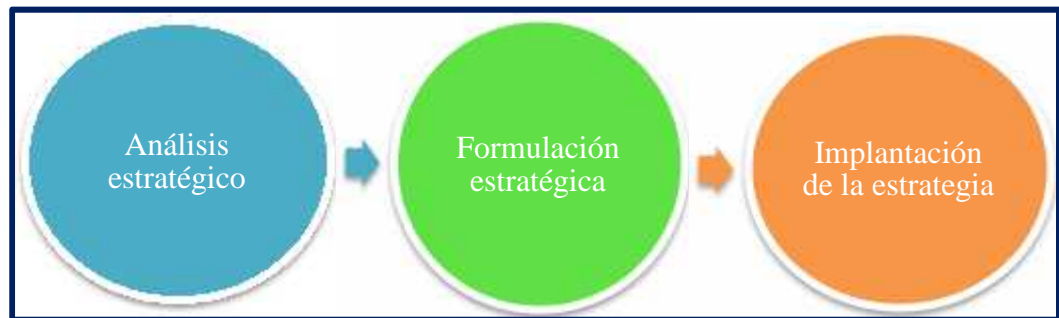 Análisis
estratégico
Formulación
estratégica
Implantación
de la estrategia